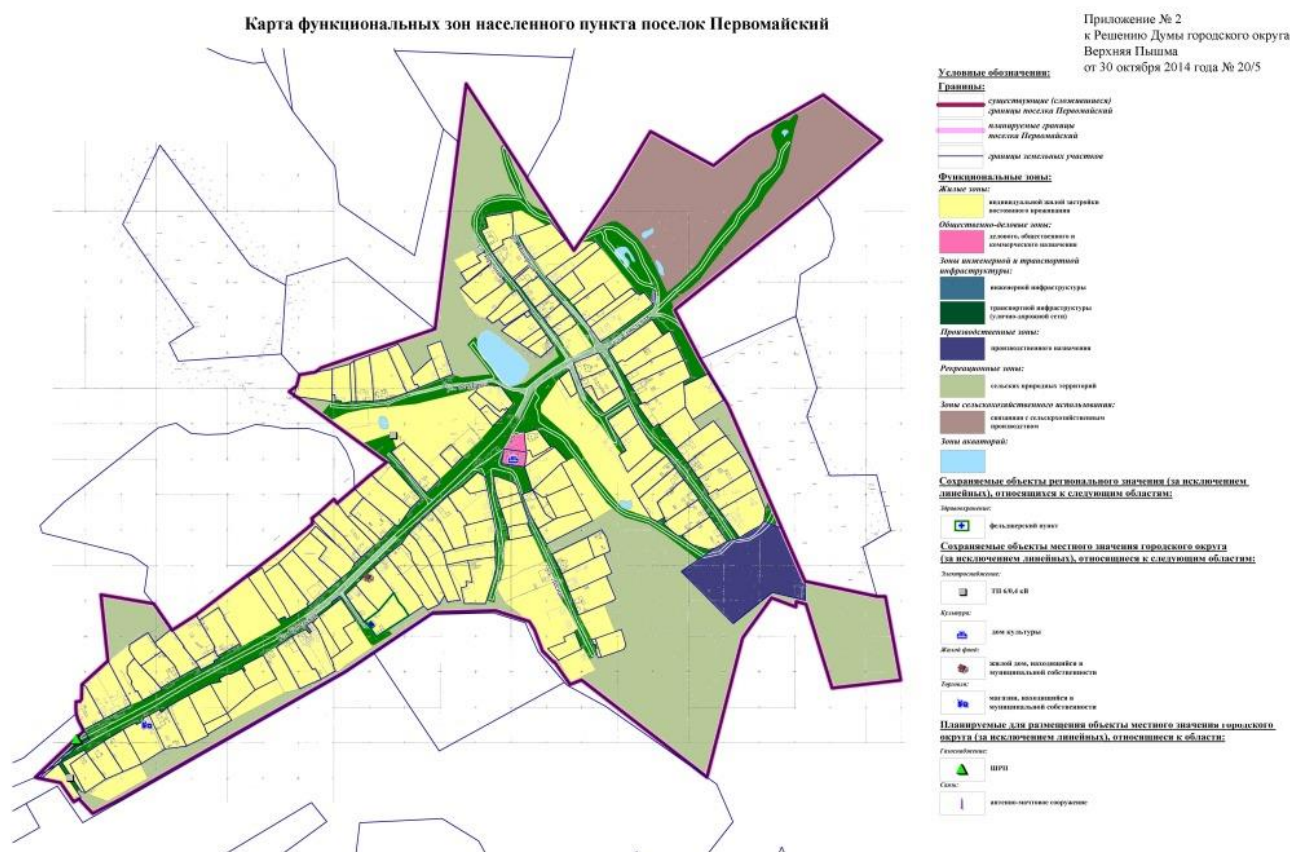 Карта функциональных зон населенного пункта поселок Первомайский
Приложение № 2
к Решению Думы городского округа
Верхняя Пышма
от 30 октября 2014 года № 20/5
Условные обозначения:
Границы:
существующие (сложившиеся)
границы поселка Первомайский
планируемые границы
поселка Первомайский
границы земельных участков
Функциональные зоны:
Жилые зоны:
индивидуальной жилой застройки
постоянного проживания
Общественно-деловые зоны:
делового, общественного и
коммерческого назначения
Зоны инженерной и транспортной
инфраструктуры:
инженерной инфраструктуры
транспортной инфраструктуры
(улично-дорожной сети)
Производственные зоны:
производственного назначения
Рекреационные зоны:
сельских природных территорий
Зоны сельскохозяйственного использования:
связанная с сельскохозяйственным
производством
Зоны акваторий:
Сохраняемые объекты регионального значения (за исключением
линейных), относящихся к следующим областям:
Здравоохранение:
фельдшерский пункт
Сохраняемые объекты местного значения городского округа
(за исключением линейных), относящиеся к следующим областям:
Электроснабжение:
ТП 6/0,4 кВ
Культура:
дом культуры
Жилой фонд:
жилой дом, находящийся в
муниципальной собственности
Торговля:
магазин, находящийся в
муниципальной собственности
Планируемые для размещения объекты местного значения городского
округа (за исключением линейных), относящиеся к области:
Газоснабжение:
ШРП
Связь:
антенно-мачтовое сооружение